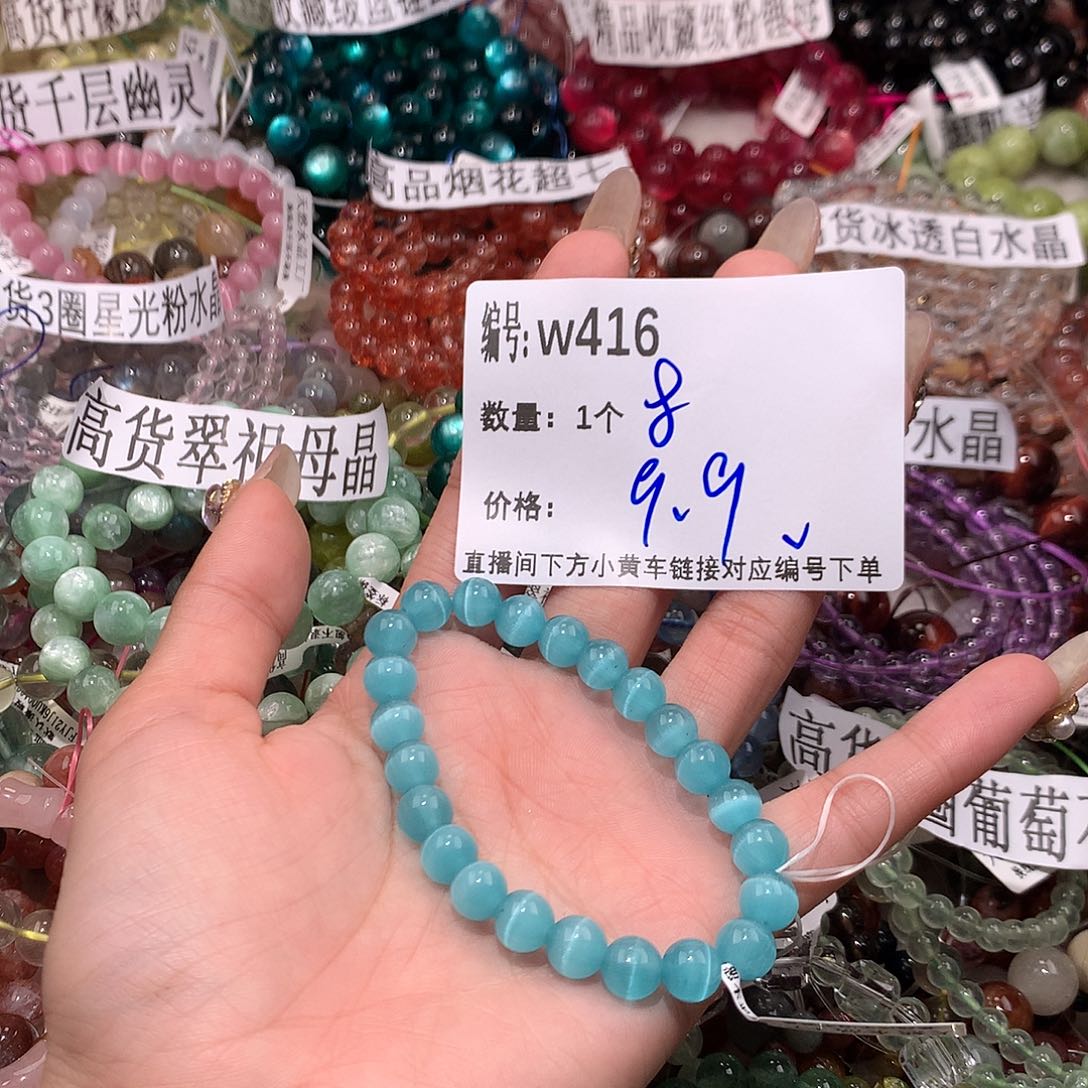 货千层幽灵
品收藏级粉
高品烟花超七
货冰透白水晶
货3圈星光粉水晶
高货翠祖母晶
水晶
编号:w416
数量：1个 8
价格：9.9
直播间下方小黄车链接对应编号下单
高货
葡萄